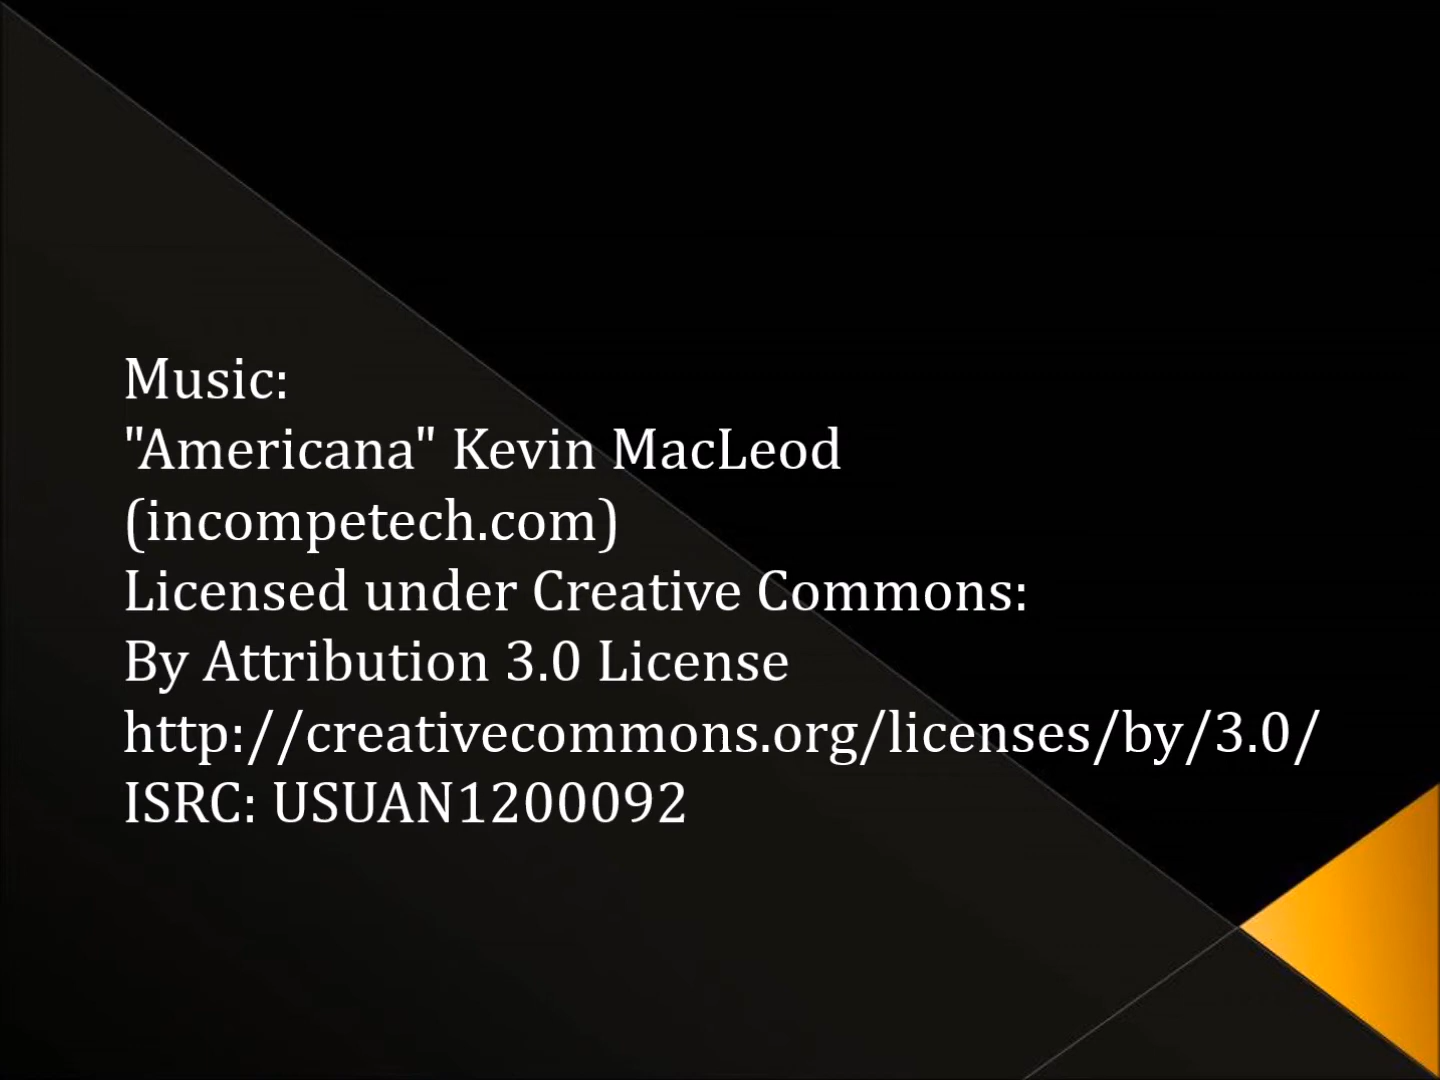 Music:
"Americana" Kevin MacLeod
(incompetech.com)
Licensed under Creative Commons:
By Attribution 3.0 License
http://creativecommons.org/licenses/by/3.0/
ISRC: USUAN1200092